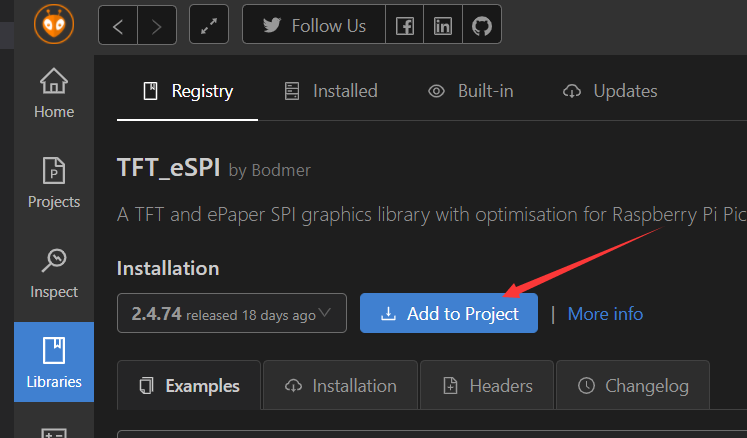 Follow Us
Home
Projects
Inspect
Libraries
Registry
Installed
Built-in
Updates
TFT_eSPI by Bodmer
A TFT and ePaper SPI graphics library with optimisation for Raspberry Pi Pic
Installation
2.4.74 released 18 days ago
Add to Project
| More info
Examples
Installation
Headers
Changelog